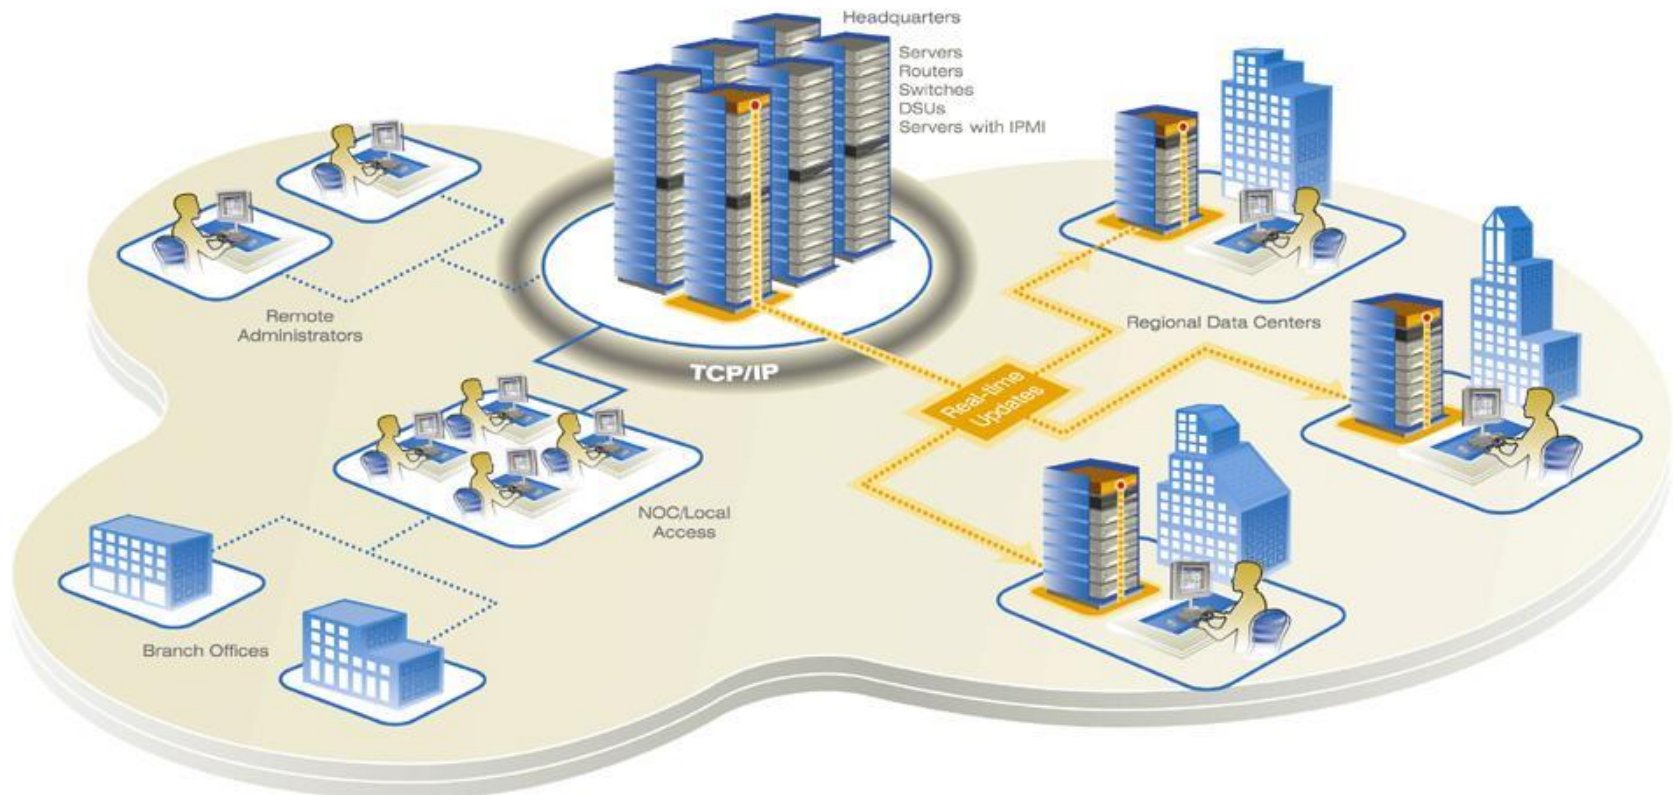 Headquarters
Servers
Routers
Switches
DSUs
Servers with IPMI
Remote
Administrators
TCP/IP
Regional Data Centers
Real-time
Updates
NOC/Local
Access
Branch Offices